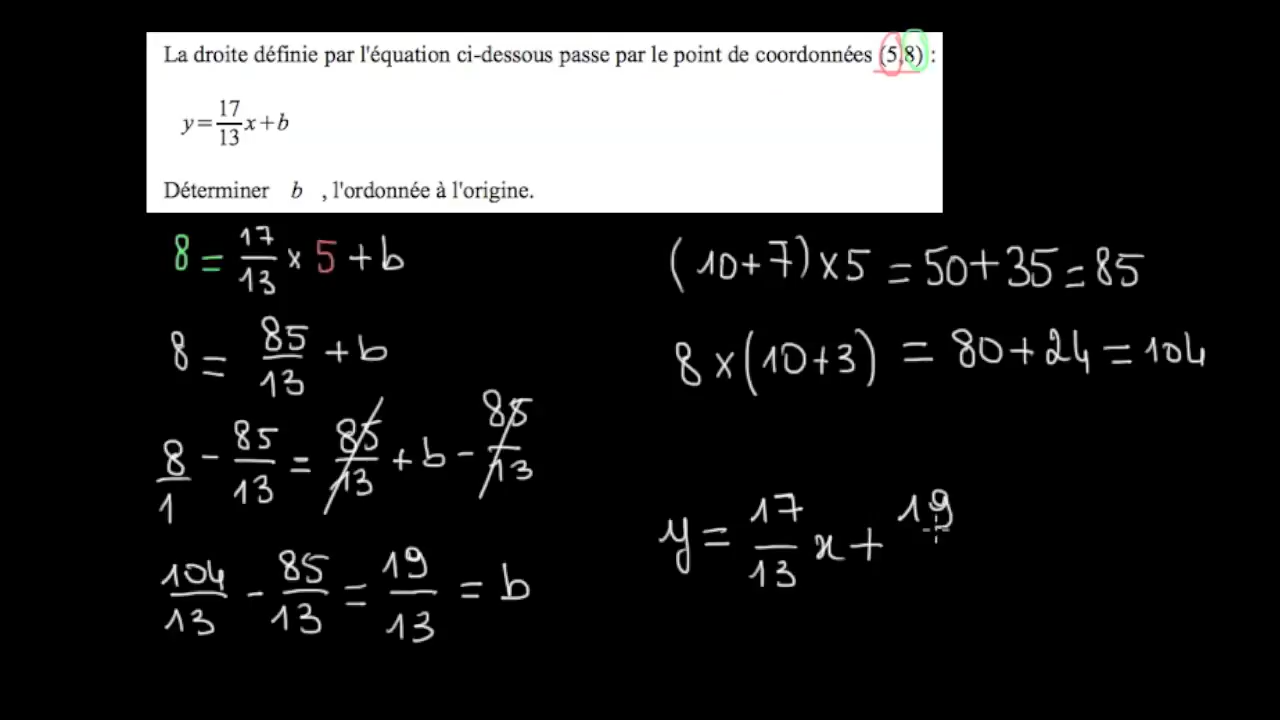 La droite définie par l'équation ci-dessous passe par le point de coordonnées (5,8) :
y = 17/13 x + b
Déterminer b , l'ordonnée à l'origine.
8 = 17/13 × 5 + b
8 = 85/13 + b
8/1 - 85/13 = 85/13 + b - 85/13
104/13 - 85/13 = 19/13 = b
(10+7) × 5 = 50 + 35 = 85
8 × (10+3) = 80 + 24 = 104
y = 17/13 x + 19